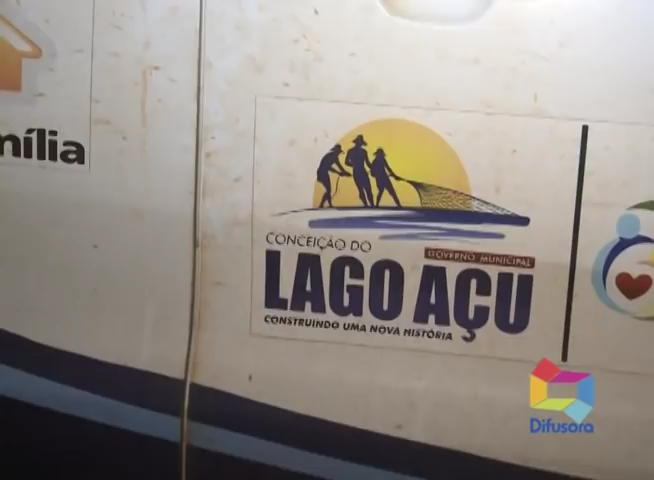 mília
CONCEIÇÃO DO
GOVERNO MUNICIPAL
LAGO AÇU
CONSTRUINDO UMA NOVA HISTÓRIA
Difusora